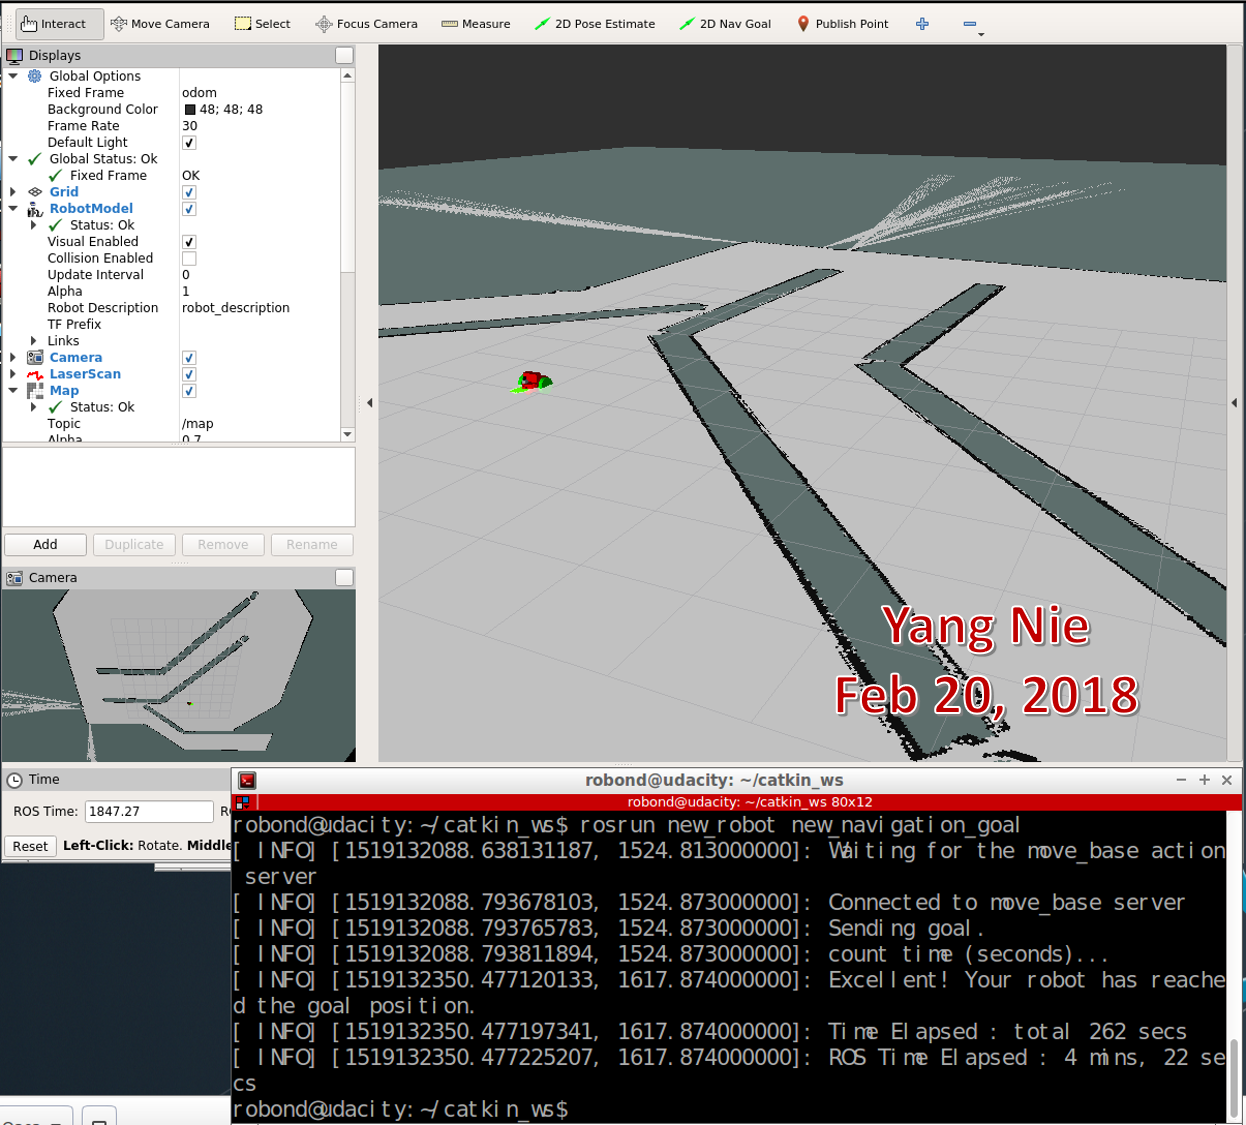 Interact Move Camera Select Focus Camera Measure 2D Pose Estimate 2D Nav Goal Publish Point
Displays
Global Options
Fixed Frame odom
Background Color 48; 48; 48
Frame Rate 30
Default Light
Global Status: Ok
Fixed Frame OK
Grid
RobotModel
Status: Ok
Visual Enabled
Collision Enabled
Update Interval 0
Alpha 1
Robot Description robot_description
TF Prefix
Links
Camera
LaserScan
Map
Status: Ok
Topic /map
Alpha 0.7
Add Duplicate Remove Rename
Camera
Yang Nie
Feb 20, 2018
Time
ROS Time: 1847.27
Reset Left-Click: Rotate. Middle
robond@udacity: ~/catkin_ws
robond@udacity: ~/catkin_ws 80x12
robond@udacity:~/catkin_ws$ rosrun new_robot new_navigation_goal
[ INFO] [1519132088.638131187, 1524.813000000]: Waiting for the move_base action
server
[ INFO] [1519132088.793678103, 1524.873000000]: Connected to move_base server
[ INFO] [1519132088.793765783, 1524.873000000]: Sending goal.
[ INFO] [1519132088.793811894, 1524.873000000]: count time (seconds)...
[ INFO] [1519132350.477120133, 1617.874000000]: Excellent! Your robot has reache
d the goal position.
[ INFO] [1519132350.477197341, 1617.874000000]: Time Elapsed : total 262 secs
[ INFO] [1519132350.477225207, 1617.874000000]: ROS Time Elapsed : 4 mins, 22 se
cs
robond@udacity:~/catkin_ws$